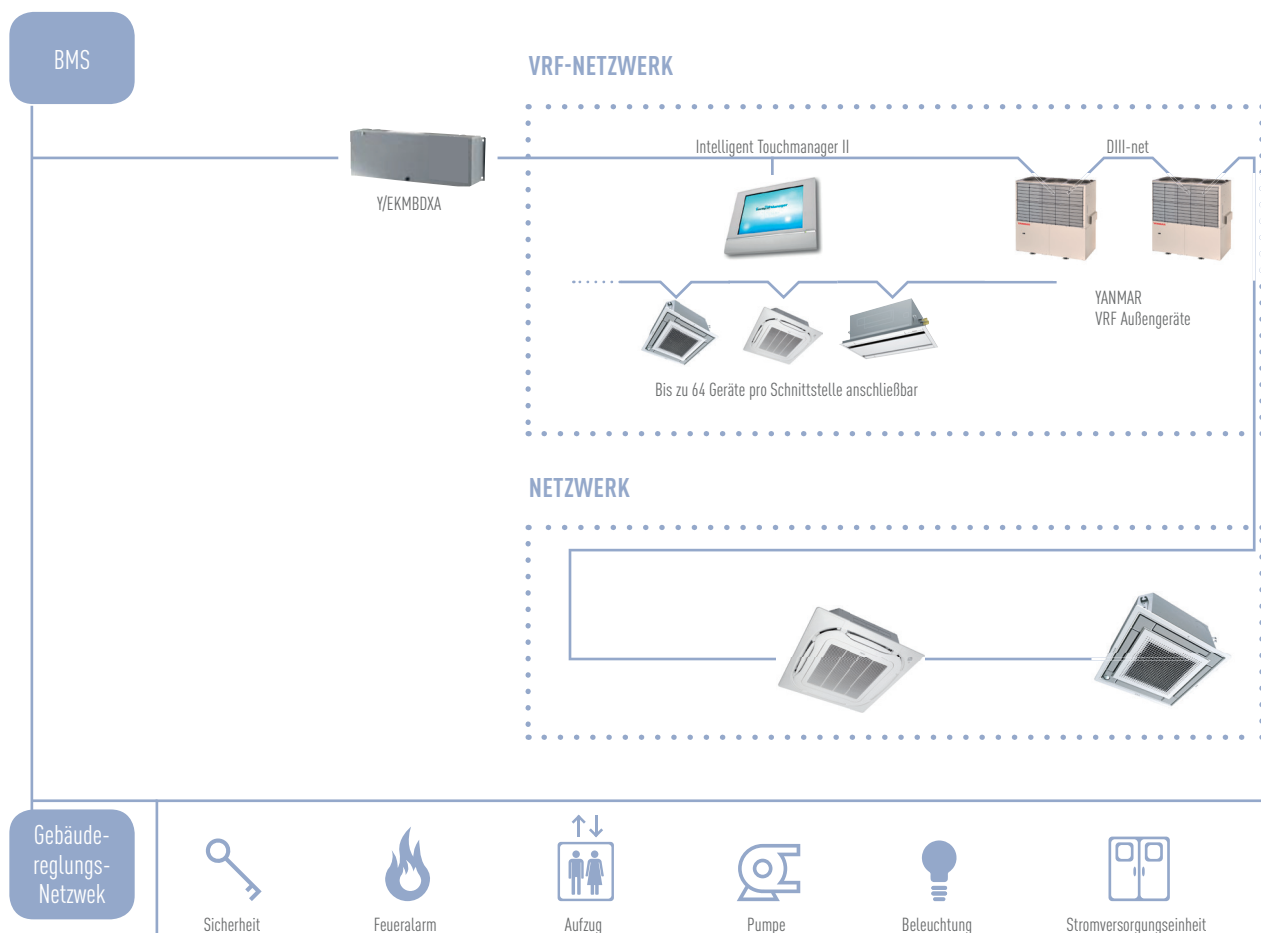 BMS
VRF-NETZWERK
Intelligent Touchmanager II
DIII-net
Y/EKMBDXA
YANMAR
VRF Außengeräte
Bis zu 64 Geräte pro Schnittstelle anschließbar
NETZWERK
Gebäude-
reglungs-
Netzwek
Sicherheit
Feueralarm
Aufzug
Pumpe
Beleuchtung
Stromversorgungseinheit